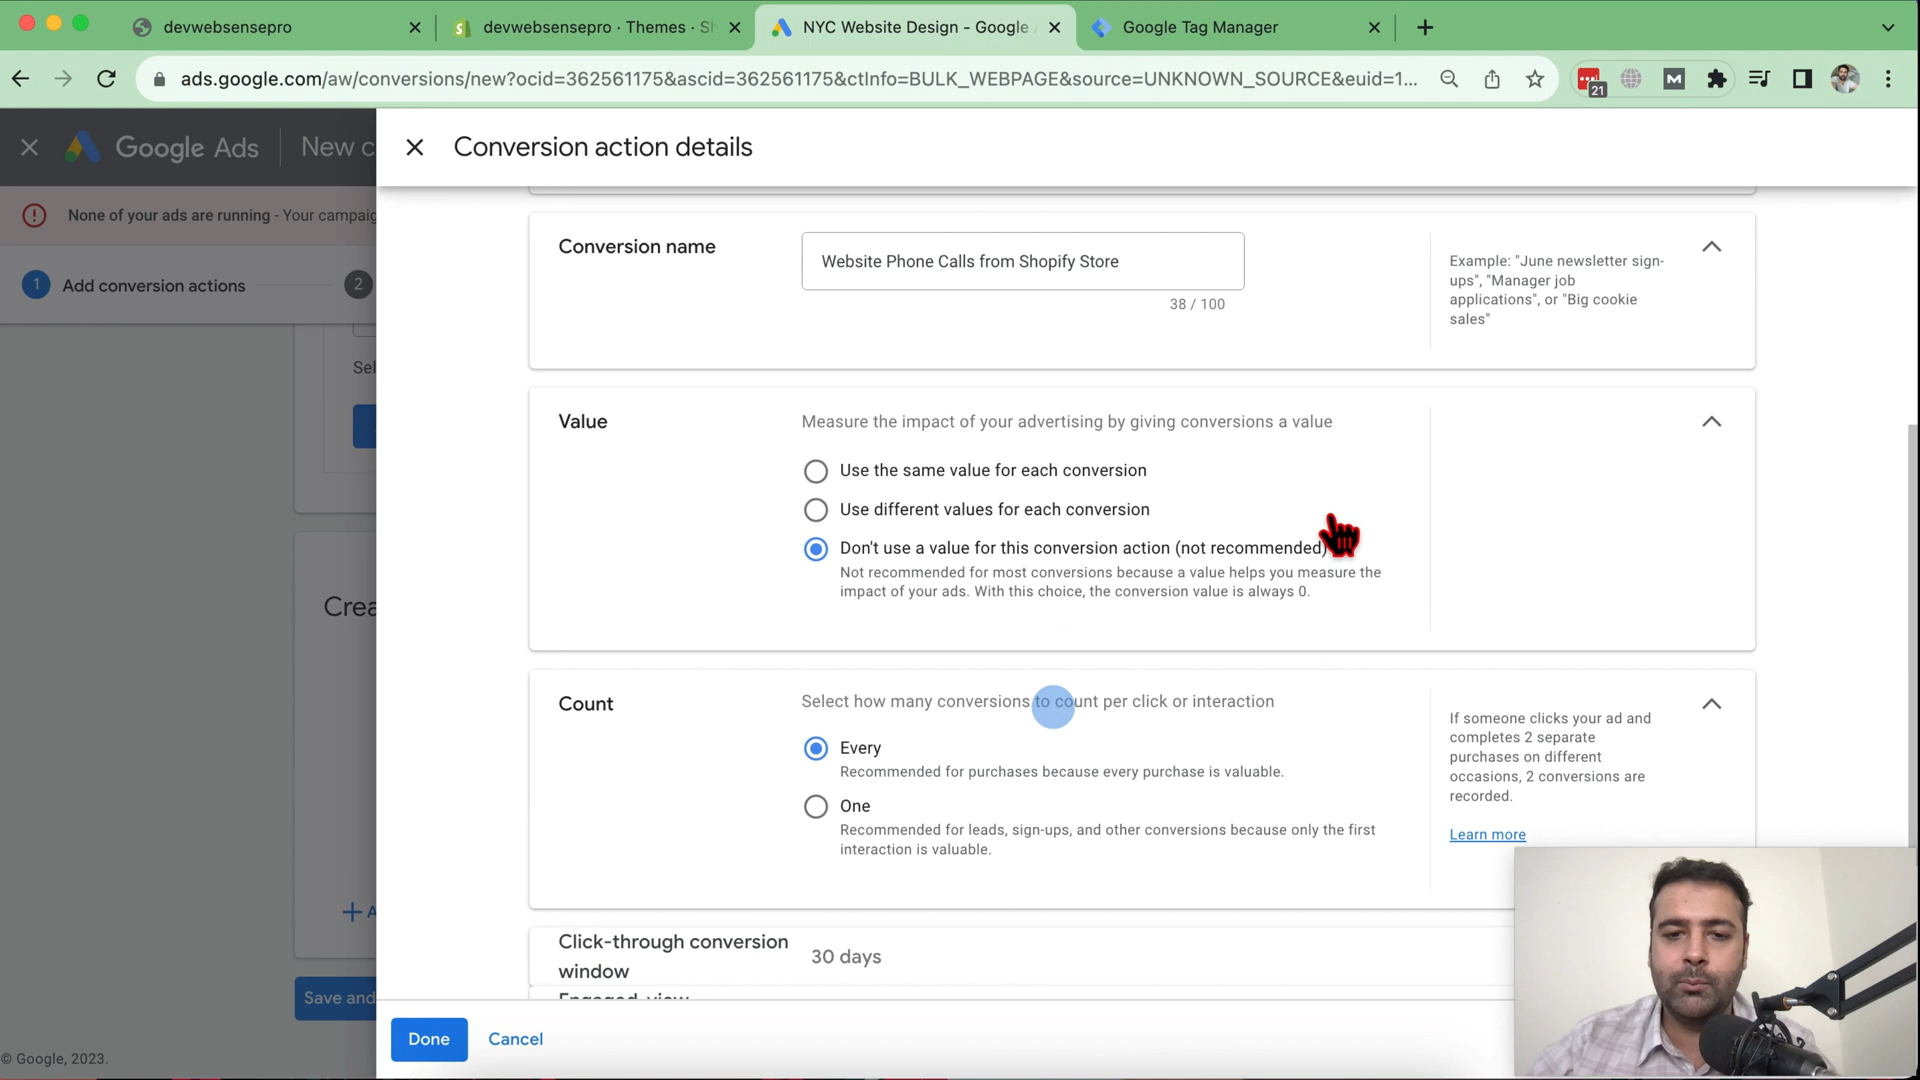 devwebsensepro
devwebsensepro · Themes · Sh
NYC Website Design - Google
Google Tag Manager
ads.google.com/aw/conversions/new?ocid=362561175&ascid=362561175&ctInfo=BULK_WEBPAGE&source=UNKNOWN_SOURCE&euid=1...
21
Google Ads
New c
Conversion action details
None of your ads are running - Your campaig
1
Add conversion actions
2
Conversion name
Website Phone Calls from Shopify Store
38 / 100
Example: "June newsletter sign-
ups", "Manager job
applications", or "Big cookie
sales"
Sel
Value
Measure the impact of your advertising by giving conversions a value
Use the same value for each conversion
Use different values for each conversion
Don't use a value for this conversion action (not recommended)
Not recommended for most conversions because a value helps you measure the
impact of your ads. With this choice, the conversion value is always 0.
Crea
Count
Select how many conversions to count per click or interaction
Every
Recommended for purchases because every purchase is valuable.
One
Recommended for leads, sign-ups, and other conversions because only the first
interaction is valuable.
If someone clicks your ad and
completes 2 separate
purchases on different
occasions, 2 conversions are
recorded.
Learn more
+ A
Click-through conversion
window
30 days
Engaged-view
Save and
Done
Cancel
© Google, 2023.